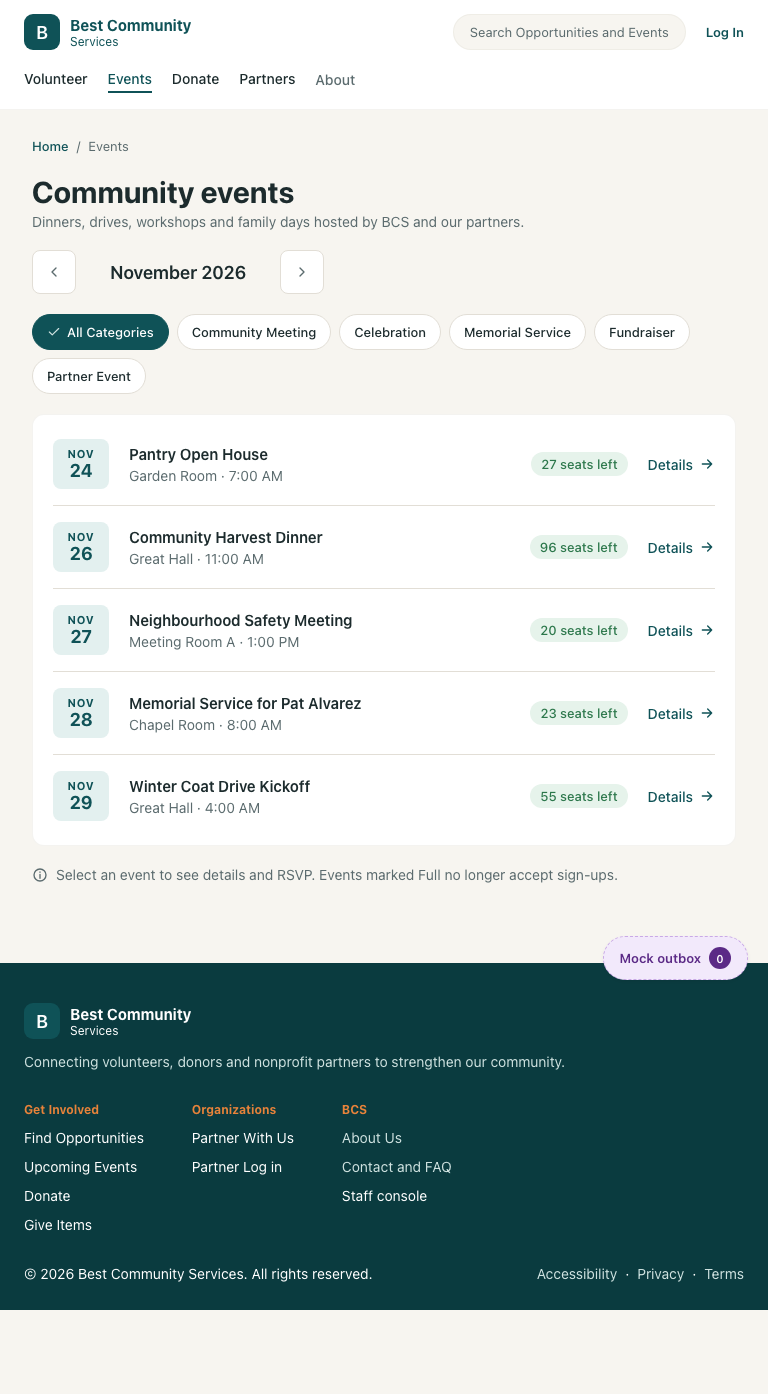 B Best Community
Services
Search Opportunities and Events
Log In
Volunteer Events Donate Partners About
Home / Events
Community events
Dinners, drives, workshops and family days hosted by BCS and our partners.
November 2026
All Categories Community Meeting Celebration Memorial Service Fundraiser
Partner Event
NOV
24
Pantry Open House
Garden Room · 7:00 AM
27 seats left
Details
NOV
26
Community Harvest Dinner
Great Hall · 11:00 AM
96 seats left
Details
NOV
27
Neighbourhood Safety Meeting
Meeting Room A · 1:00 PM
20 seats left
Details
NOV
28
Memorial Service for Pat Alvarez
Chapel Room · 8:00 AM
23 seats left
Details
NOV
29
Winter Coat Drive Kickoff
Great Hall · 4:00 AM
55 seats left
Details
Select an event to see details and RSVP. Events marked Full no longer accept sign-ups.
Mock outbox 0
B Best Community
Services
Connecting volunteers, donors and nonprofit partners to strengthen our community.
Get Involved
Find Opportunities
Upcoming Events
Donate
Give Items
Organizations
Partner With Us
Partner Log in
BCS
About Us
Contact and FAQ
Staff console
© 2026 Best Community Services. All rights reserved.
Accessibility · Privacy · Terms